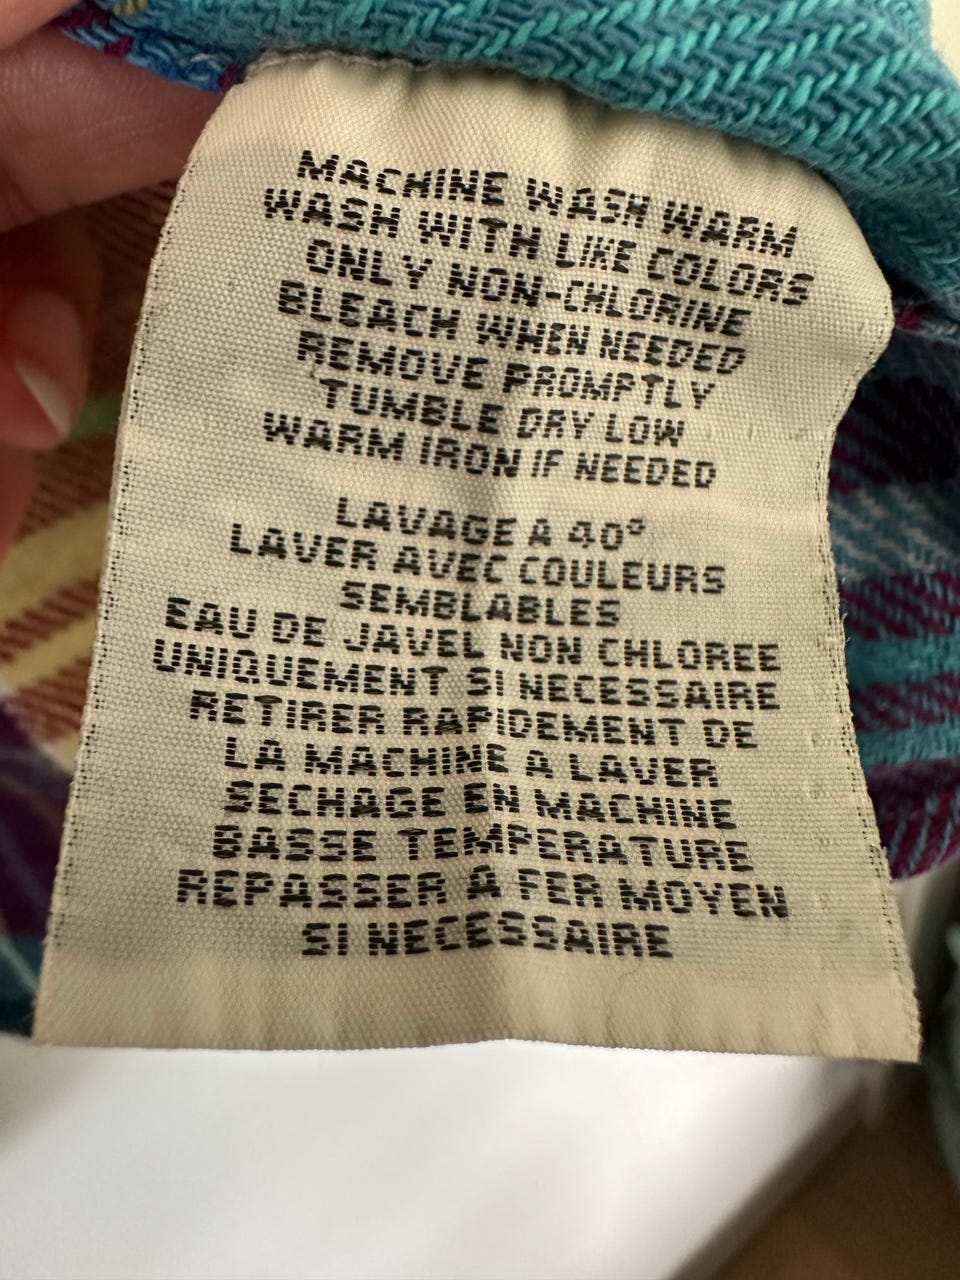 MACHINE WASH WARM
WASH WITH LIKE COLORS
ONLY NON-CHLORINE
BLEACH WHEN NEEDED
REMOVE PROMPTLY
TUMBLE DRY LOW
WARM IRON IF NEEDED
LAVAGE A 40°
LAVER AVEC COULEURS
SEMBLABLES
EAU DE JAVEL NON CHLOREE
UNIQUEMENT SI NECESSAIRE
RETIRER RAPIDEMENT DE
LA MACHINE A LAVER
SECHAGE EN MACHINE
BASSE TEMPERATURE
REPASSER A FER MOYEN
SI NECESSAIRE